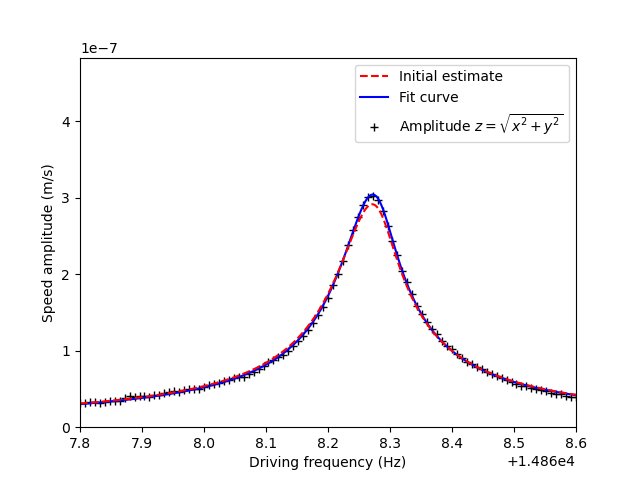 1e−7
Initial estimate
Fit curve
Amplitude z = √x² + y²
4
3
2
1
0
Speed amplitude (m/s)
7.8 7.9 8.0 8.1 8.2 8.3 8.4 8.5 8.6
Driving frequency (Hz)
+1.486e4